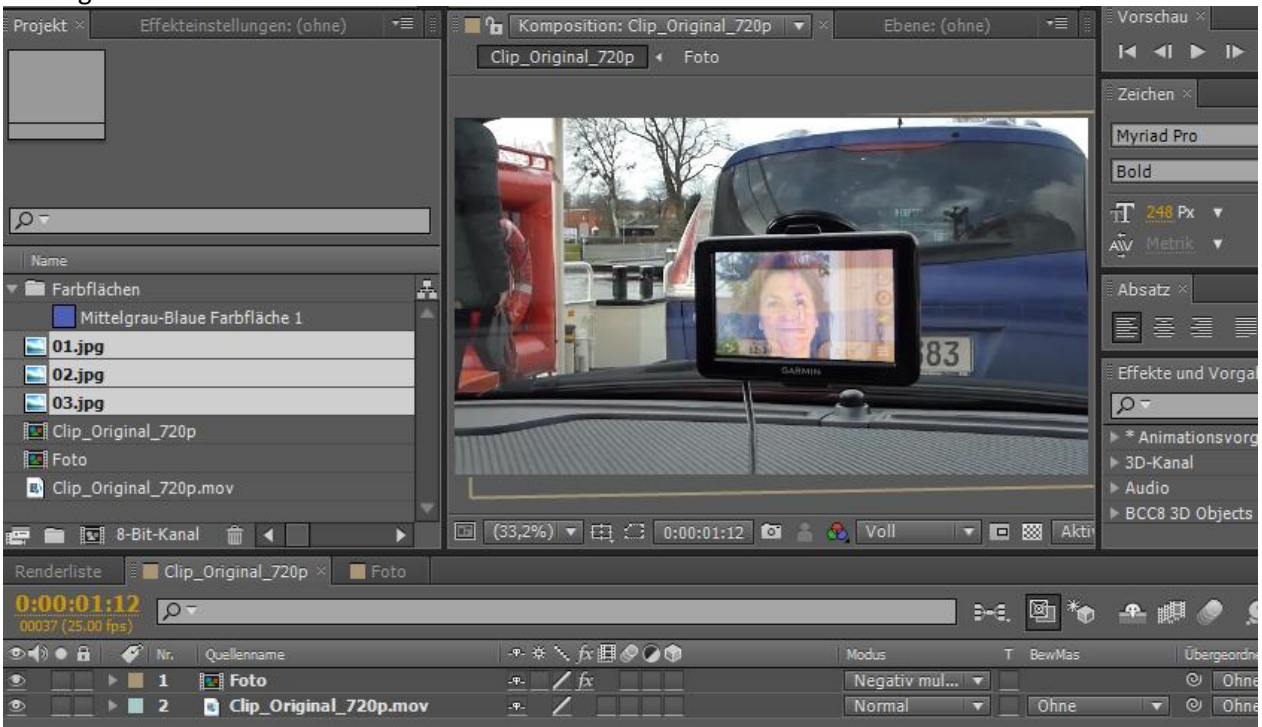 Projekt × Effekteinstellungen: (ohne)
Komposition: Clip_Original_720p × Ebene: (ohne)
Clip_Original_720p Foto
Vorschau ×
Zeichen ×
Myriad Pro
Bold
248 Px
Metrik
Absatz ×
Effekte und Vorgal
* Animationsvorg
3D-Kanal
Audio
BCC8 3D Objects
Name
Farbflächen
Mittelgrau-Blaue Farbfläche 1
01.jpg
02.jpg
03.jpg
Clip_Original_720p
Foto
Clip_Original_720p.mov
8-Bit-Kanal
83
GARMIN
(33,2%) 0:00:01:12 Voll Akti
Renderliste Clip_Original_720p × Foto
0:00:01:12
00037 (25.00 fps)
Nr. Quellenname fx Modus T BewMas Übergeordne
1 Foto fx Negativ mul... Ohne
2 Clip_Original_720p.mov Normal Ohne Ohne